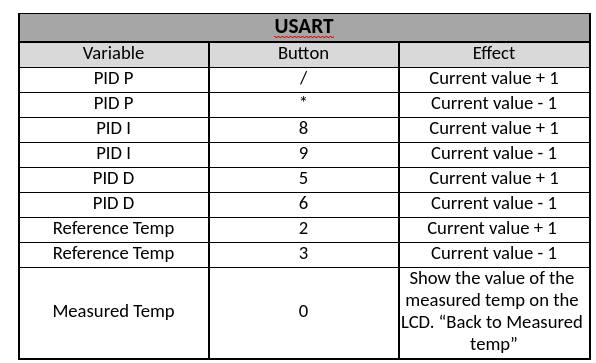 USART
Variable Button Effect
PID P / Current value + 1
PID P * Current value - 1
PID I 8 Current value + 1
PID I 9 Current value - 1
PID D 5 Current value + 1
PID D 6 Current value - 1
Reference Temp 2 Current value + 1
Reference Temp 3 Current value - 1
Measured Temp 0 Show the value of the
measured temp on the
LCD. “Back to Measured
temp”